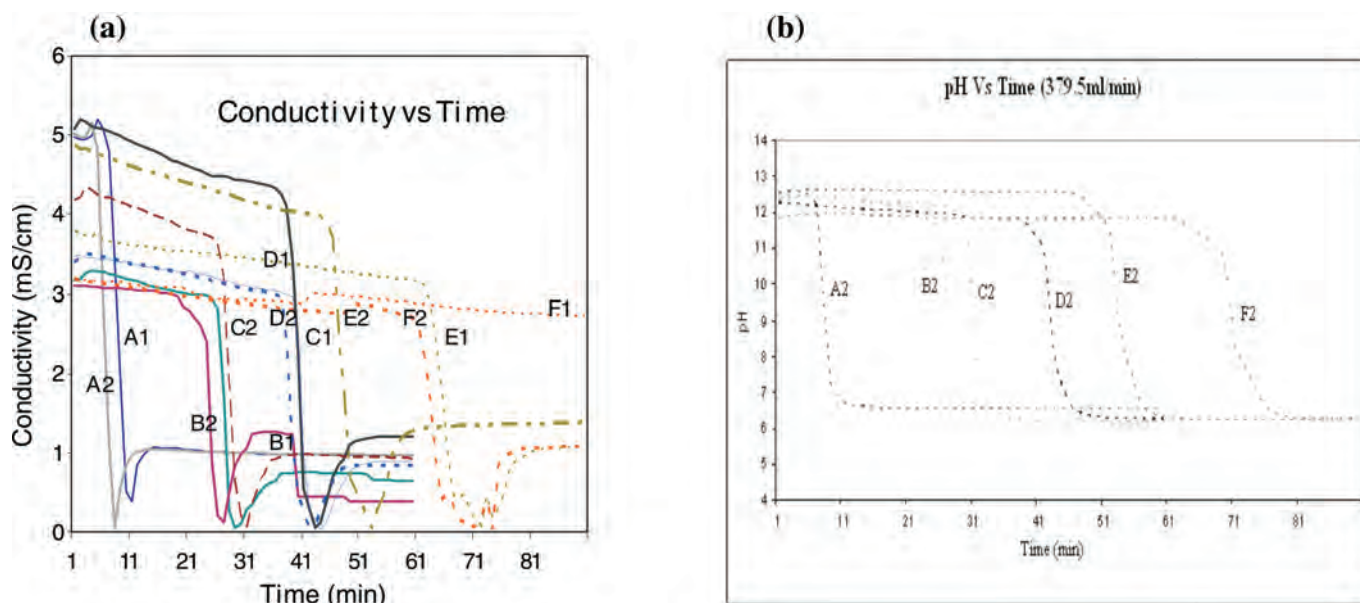 (a)
6
5
4
3
2
1
0
Conductivity (mS/cm)
Conductivity vs Time
D1
F1
A1
C2
D2
C1
E2
F2
E1
A2
B2
B1
1 11 21 31 41 51 61 71 81
Time (min)
(b)
pH Vs Time (379.5ml/min)
14
13
12
11
10
9
8
7
6
5
4
pH
A2
B2
C2
D2
E2
F2
1 11 21 31 41 51 61 71 81
Time (min)